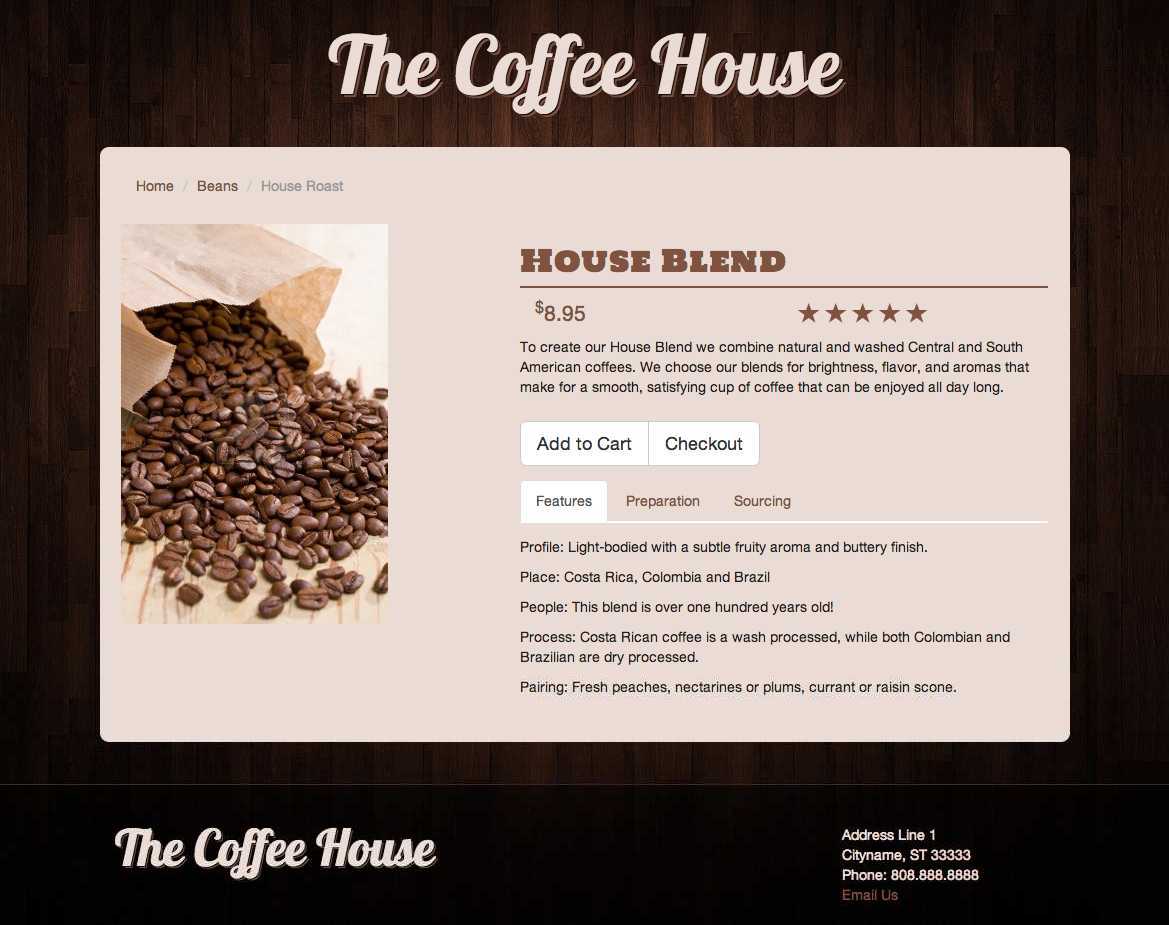 The Coffee House
Home / Beans / House Roast
House Blend
$8.95 ★ ★ ★ ★ ★
To create our House Blend we combine natural and washed Central and South
American coffees. We choose our blends for brightness, flavor, and aromas that
make for a smooth, satisfying cup of coffee that can be enjoyed all day long.
Add to Cart Checkout
Features Preparation Sourcing
Profile: Light-bodied with a subtle fruity aroma and buttery finish.
Place: Costa Rica, Colombia and Brazil
People: This blend is over one hundred years old!
Process: Costa Rican coffee is a wash processed, while both Colombian and
Brazilian are dry processed.
Pairing: Fresh peaches, nectarines or plums, currant or raisin scone.
The Coffee House
Address Line 1
Cityname, ST 33333
Phone: 808.888.8888
Email Us